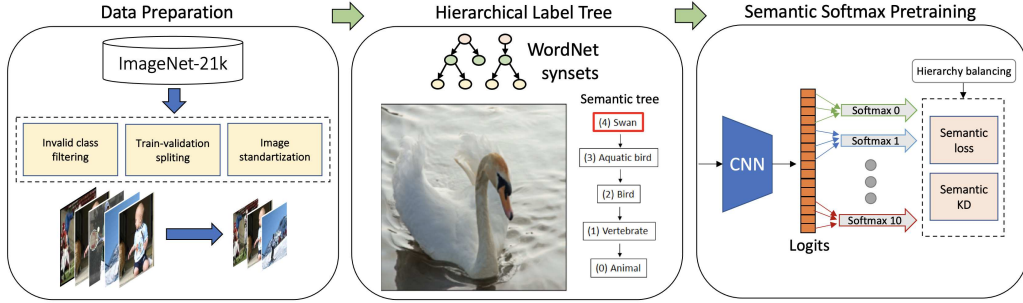 Data Preparation
ImageNet-21k
Invalid class
filtering
Train-validation
spliting
Image
standartization
Hierarchical Label Tree
WordNet
synsets
Semantic tree
(4) Swan
(3) Aquatic bird
(2) Bird
(1) Vertebrate
(0) Animal
Semantic Softmax Pretraining
Hierarchy balancing
CNN
Logits
Softmax 0
Softmax 1
Softmax 10
Semantic
loss
Semantic
KD